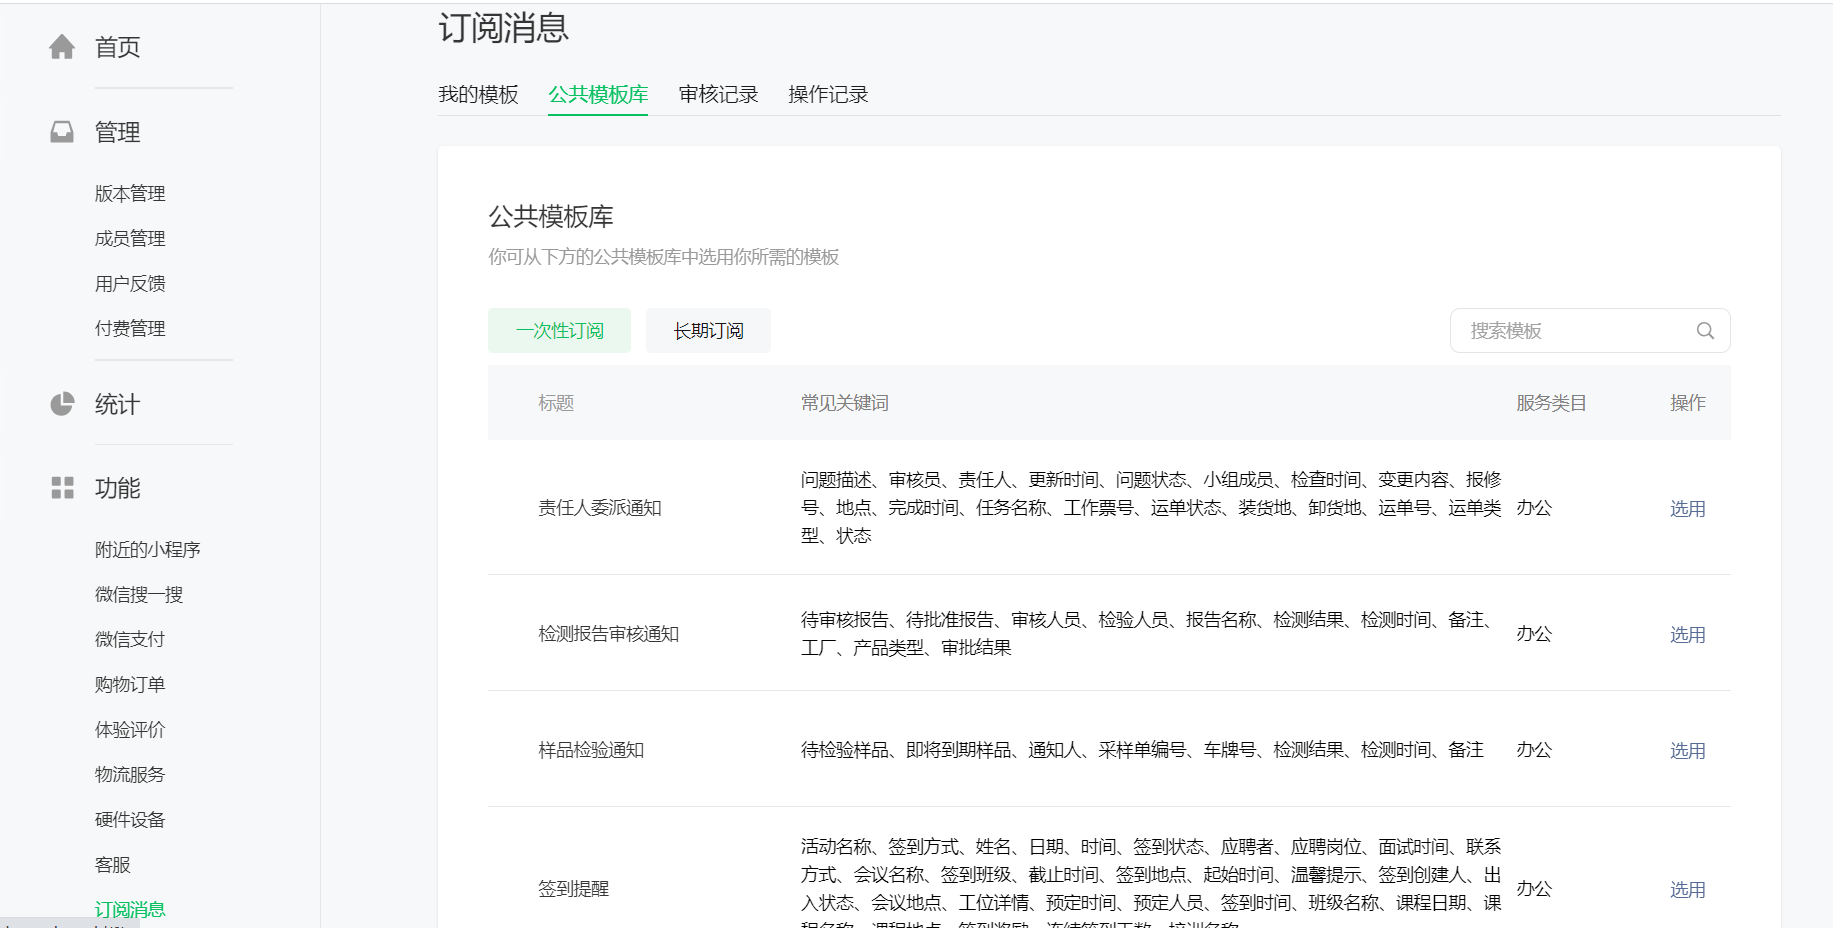 首页
管理
版本管理
成员管理
用户反馈
付费管理
统计
功能
附近的小程序
微信搜一搜
微信支付
购物订单
体验评价
物流服务
硬件设备
客服
订阅消息
订阅消息
我的模板 公共模板库 审核记录 操作记录
公共模板库
你可从下方的公共模板库中选用你所需的模板
一次性订阅 长期订阅 搜索模板
标题 常见关键词 服务类目 操作
责任人委派通知
问题描述、审核员、责任人、更新时间、问题状态、小组成员、检查时间、变更内容、报修
号、地点、完成时间、任务名称、工作票号、运单状态、装货地、卸货地、运单号、运单类
型、状态
办公 选用
检测报告审核通知
待审核报告、待批准报告、审核人员、检验人员、报告名称、检测结果、检测时间、备注、
工厂、产品类型、审批结果
办公 选用
样品检验通知 待检验样品、即将到期样品、通知人、采样单编号、车牌号、检测结果、检测时间、备注 办公 选用
签到提醒
活动名称、签到方式、姓名、日期、时间、签到状态、应聘者、应聘岗位、面试时间、联系
方式、会议名称、签到班级、截止时间、签到地点、起始时间、温馨提示、签到创建人、出
入状态、会议地点、工位详情、预定时间、预定人员、签到时间、班级名称、课程日期、课
程名称、课程地点、签到奖励、连续签到天数、培训名称
办公 选用